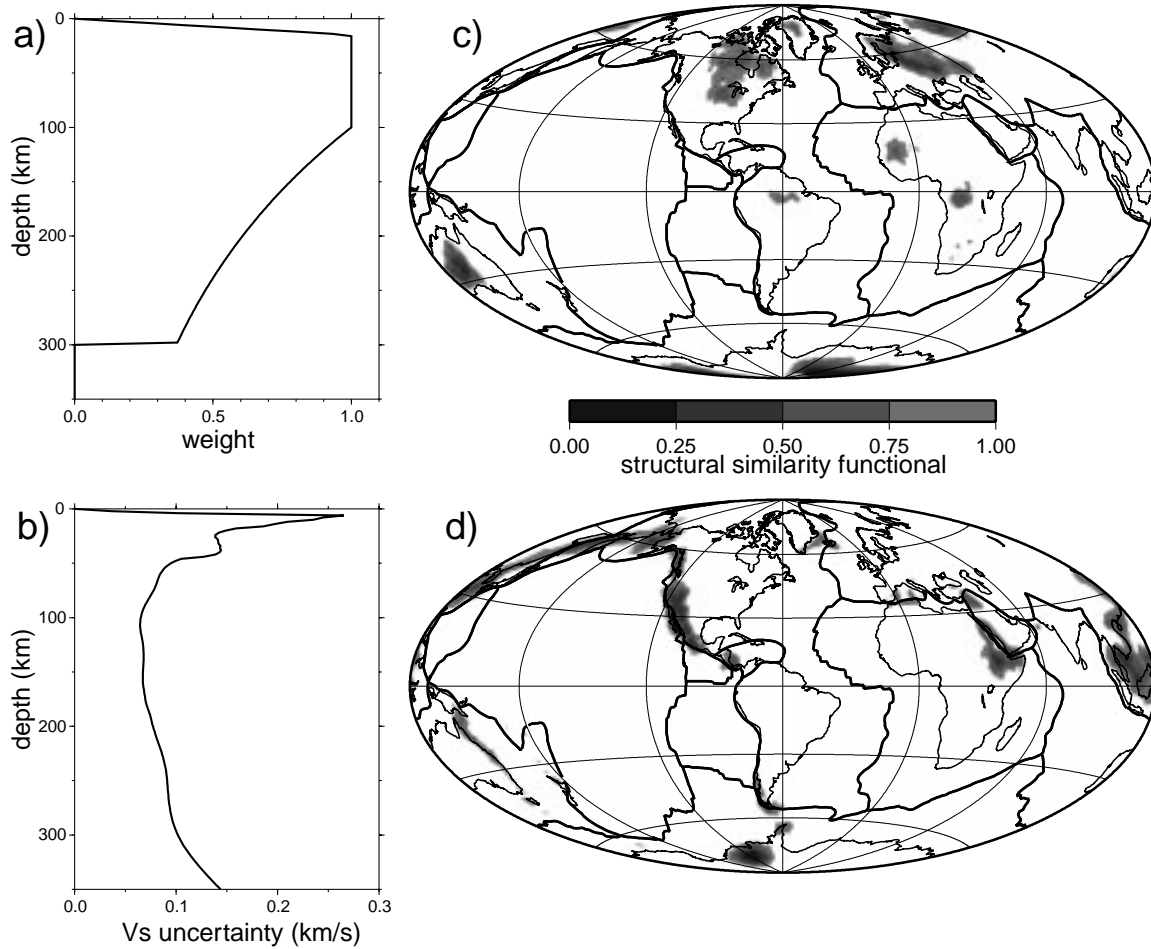 a)
0
100
200
300
depth (km)
0.0 0.5 1.0
weight
c)
0.00 0.25 0.50 0.75 1.00
structural similarity functional
b)
0
100
200
300
depth (km)
0.0 0.1 0.2 0.3
Vs uncertainty (km/s)
d)